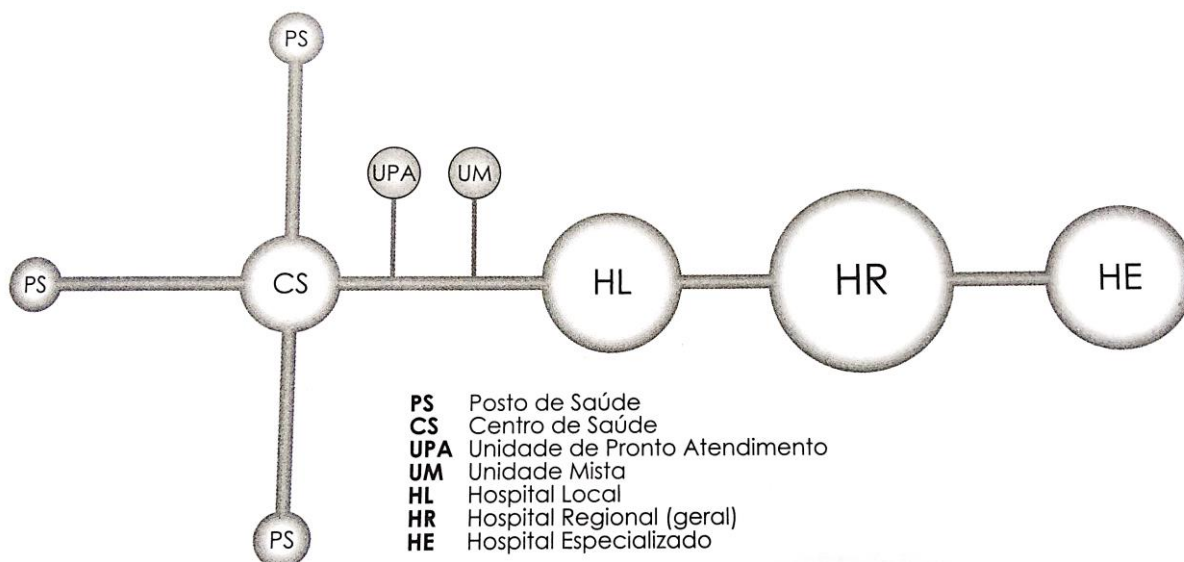 PS
UPA UM
PS CS HL HR HE
PS
PS Posto de Saúde
CS Centro de Saúde
UPA Unidade de Pronto Atendimento
UM Unidade Mista
HL Hospital Local
HR Hospital Regional (geral)
HE Hospital Especializado